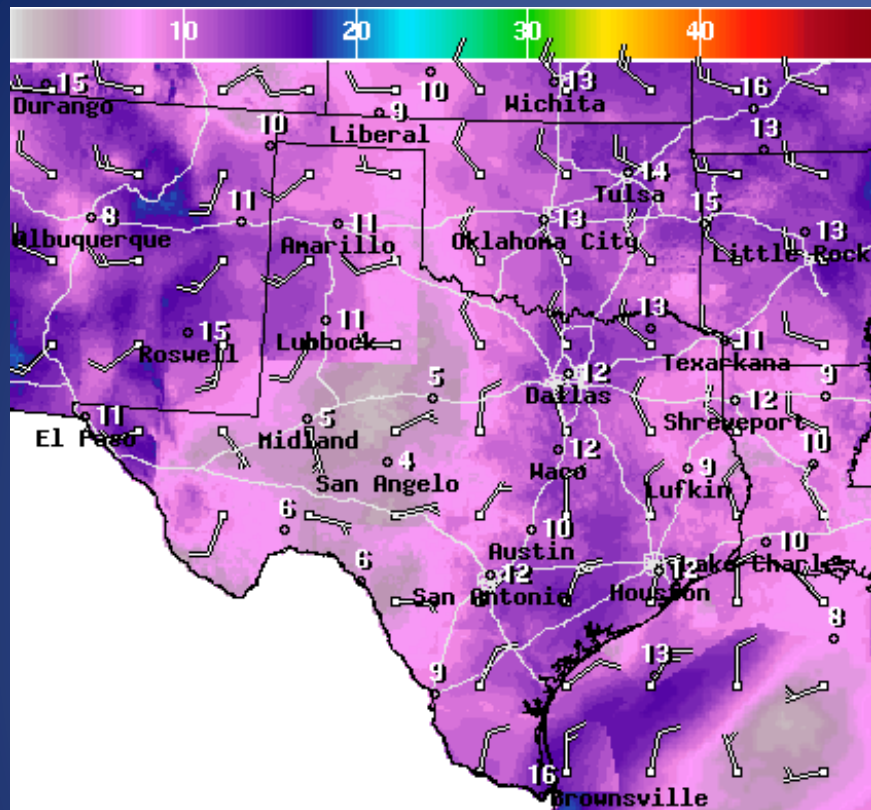 10 20 30 40
15 13 16
Durango 10 Wichita
9
Liberal
10 13
14
Tulsa
8 11 11 13 15 13
Albuquerque Amarillo Oklahoma City Little Rock
15 11 13 11
Roswell Lubbock Texarkana
5 12 12 9
Dallas
11 5 Shreveport
El Paso Midland 12 10
4 Waco 9
San Angelo Lufkin
6 10 10
Austin Lake Charles
6 12 12
San Antonio Houston
8
9 13
16
Brownsville